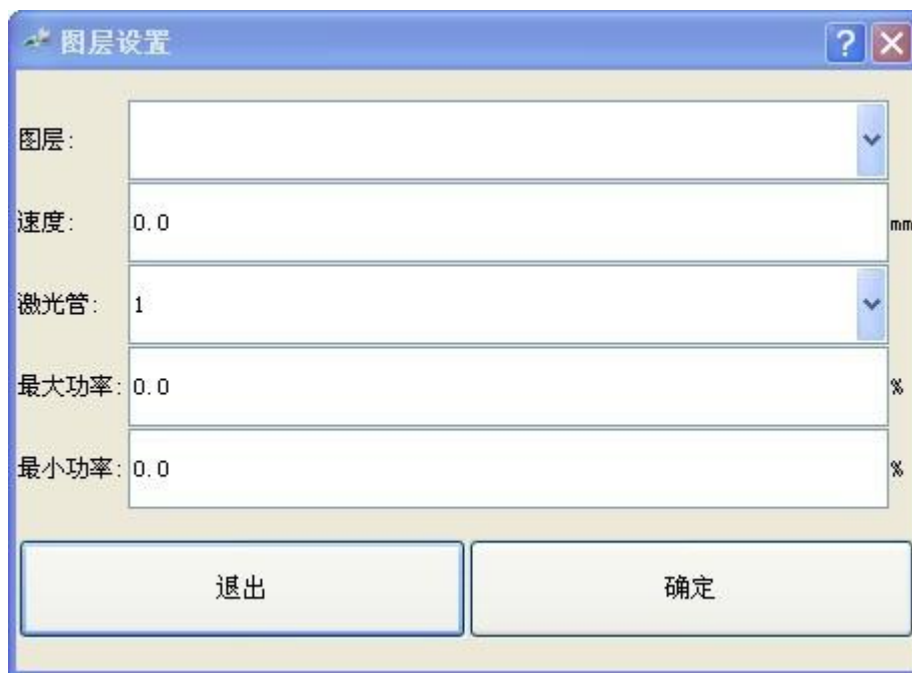 图层设置
图层:
速度: 0.0 mm
激光管: 1
最大功率: 0.0 %
最小功率: 0.0 %
退出 确定